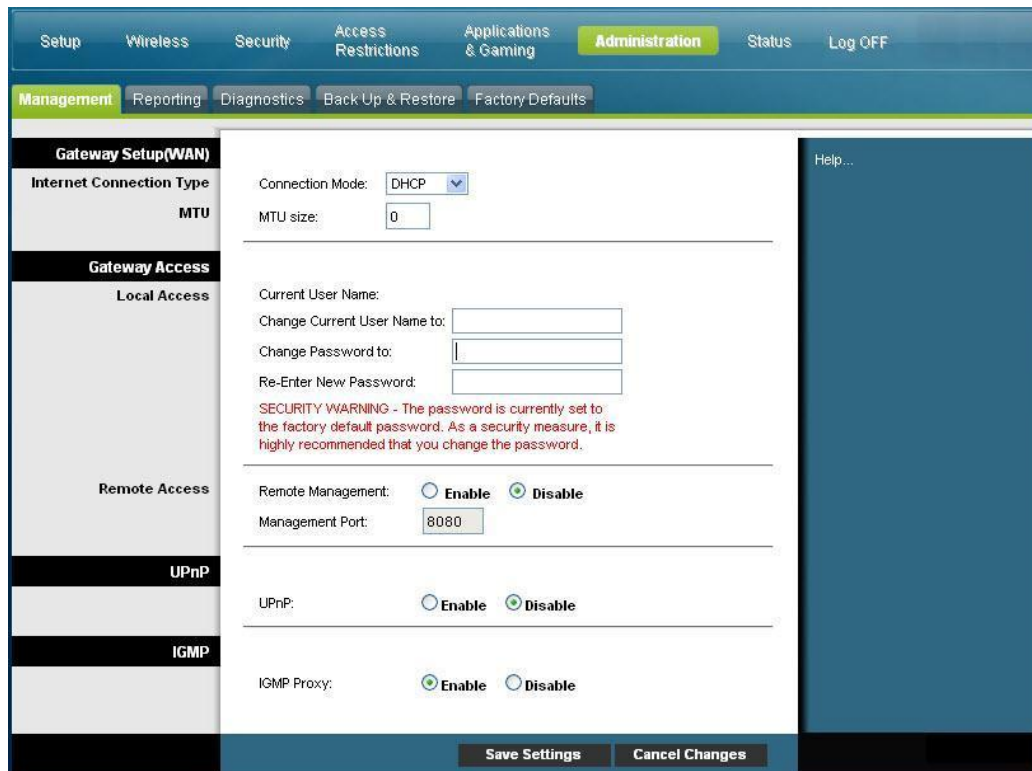 Setup Wireless Security Access Restrictions Applications & Gaming Administration Status Log OFF
Management Reporting Diagnostics Back Up & Restore Factory Defaults
Gateway Setup(WAN)
Help...
Internet Connection Type
Connection Mode: DHCP
MTU
MTU size: 0
Gateway Access
Local Access
Current User Name:
Change Current User Name to:
Change Password to:
Re-Enter New Password:
SECURITY WARNING - The password is currently set to
the factory default password. As a security measure, it is
highly recommended that you change the password.
Remote Access
Remote Management: Enable Disable
Management Port: 8080
UPnP
UPnP: Enable Disable
IGMP
IGMP Proxy: Enable Disable
Save Settings Cancel Changes